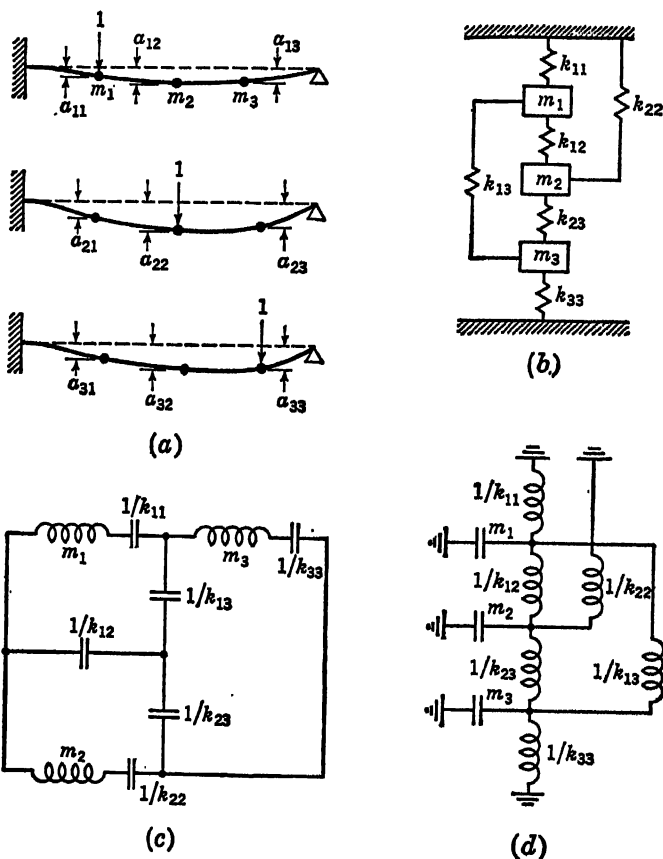 1
a₁₂
a₁₃
a₁₁
m₁
m₂
m₃
1
a₂₁
a₂₂
a₂₃
1
a₃₁
a₃₂
a₃₃
(a)
k₁₁
m₁
k₂₂
k₁₂
k₁₃
m₂
k₂₃
m₃
k₃₃
(b)
1/k₁₁
m₁
m₃
1/k₃₃
1/k₁₃
1/k₁₂
1/k₂₃
m₂
1/k₂₂
(c)
1/k₁₁
m₁
1/k₁₂
1/k₂₂
m₂
1/k₂₃
1/k₁₃
m₃
1/k₃₃
(d)